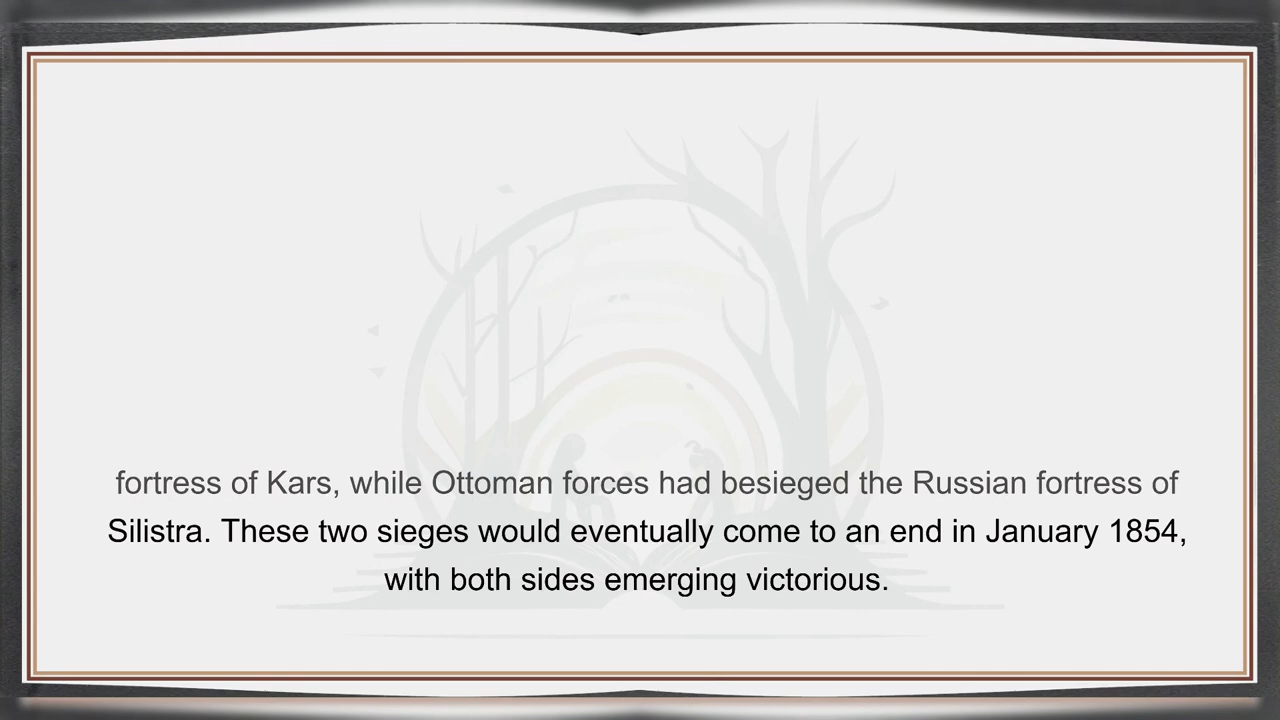 fortress of Kars, while Ottoman forces had besieged the Russian fortress of
Silistra. These two sieges would eventually come to an end in January 1854,
with both sides emerging victorious.